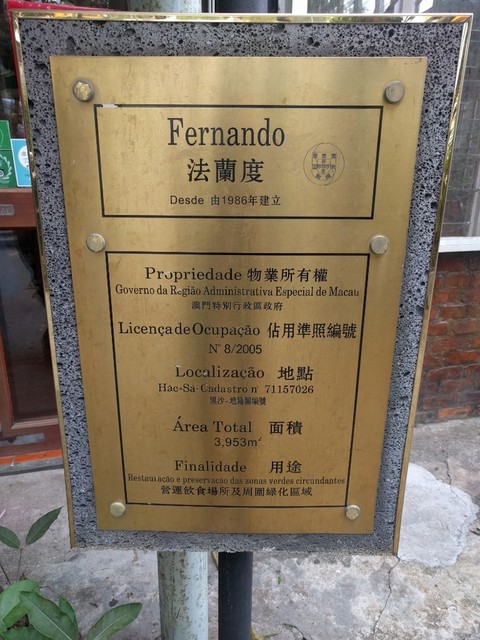 Fernando
法蘭度
Desde 由1986年建立
Propriedade 物業所有權
Governo da Região Administrativa Especial de Macau
澳門特別行政區政府
Licença de Ocupação 佔用準照編號
Nº 8/2005
Localização 地點
Hac-Sa-Cadastro nº 71157026
黑沙-地籍圖編號
Área Total 面積
3,953m²
Finalidade 用途
Restauração e preservação das zonas verdes circundantes
營運飲食場所及周圍綠化區域